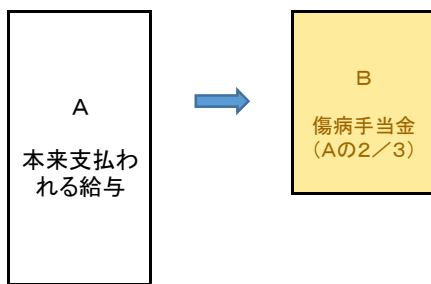 A
本来支払わ
れる給与
B
傷病手当金
(Aの2/3)